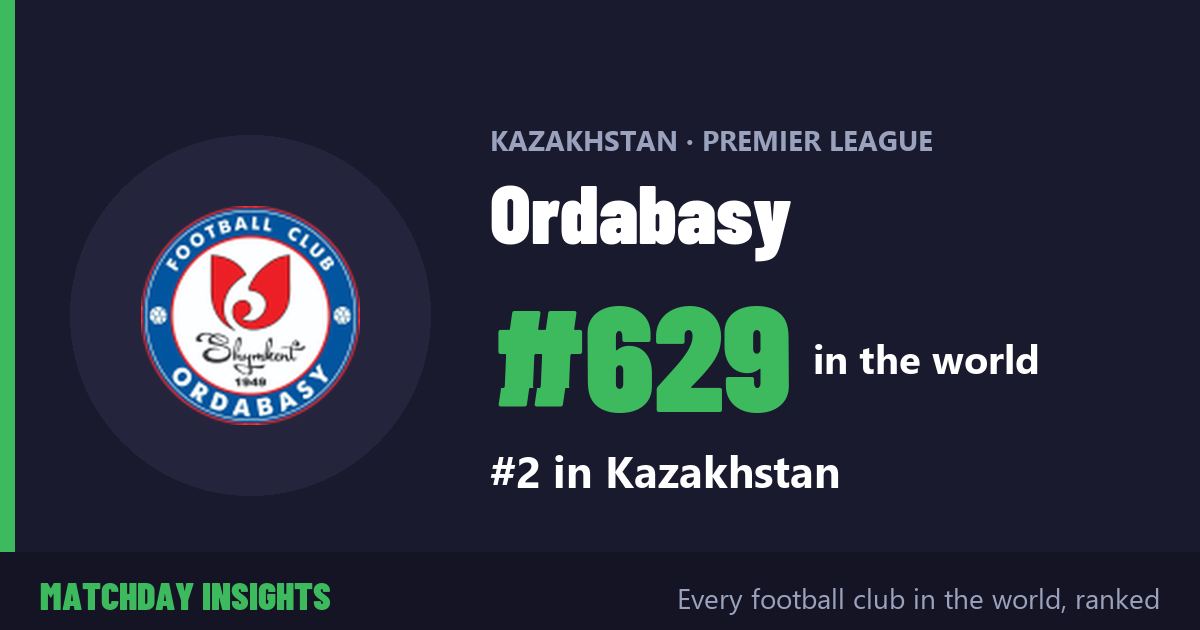 FOOTBALL CLUB
Shymkent
1949
ORDABASY
KAZAKHSTAN · PREMIER LEAGUE
Ordabasy
#629 in the world
#2 in Kazakhstan
MATCHDAY INSIGHTS
Every football club in the world, ranked